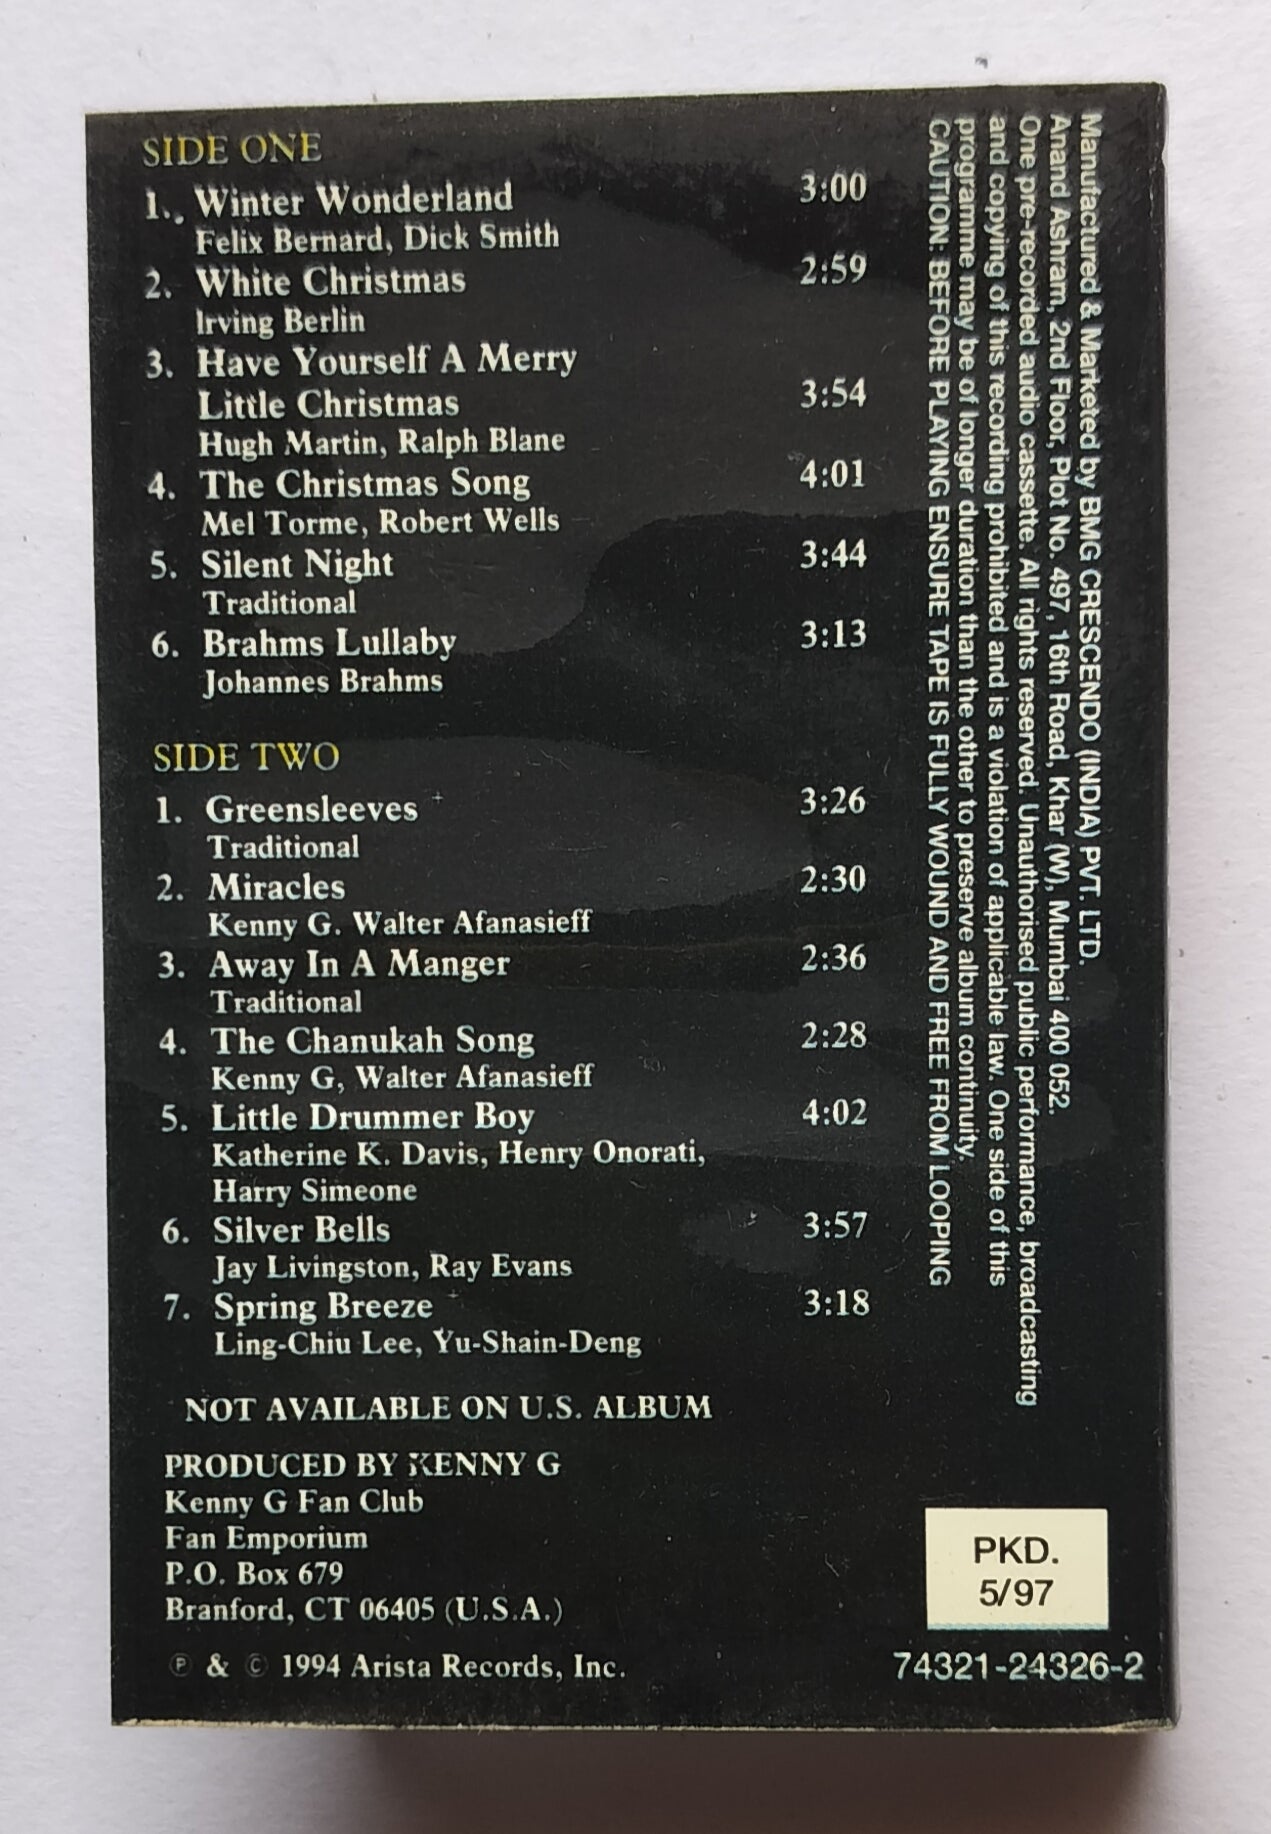 SIDE ONE
1. Winter Wonderland 3:00
Felix Bernard, Dick Smith
2. White Christmas 2:59
Irving Berlin
3. Have Yourself A Merry
Little Christmas 3:54
Hugh Martin, Ralph Blane
4. The Christmas Song 4:01
Mel Torme, Robert Wells
5. Silent Night 3:44
Traditional
6. Brahms Lullaby 3:13
Johannes Brahms
SIDE TWO
1. Greensleeves + 3:26
Traditional
2. Miracles 2:30
Kenny G. Walter Afanasieff
3. Away In A Manger 2:36
Traditional
4. The Chanukah Song 2:28
Kenny G, Walter Afanasieff
5. Little Drummer Boy 4:02
Katherine K. Davis, Henry Onorati,
Harry Simeone
6. Silver Bells 3:57
Jay Livingston, Ray Evans
7. Spring Breeze + 3:18
Ling-Chiu Lee, Yu-Shain-Deng
NOT AVAILABLE ON U.S. ALBUM
PRODUCED BY KENNY G
Kenny G Fan Club
Fan Emporium
P.O. Box 679
Branford, CT 06405 (U.S.A.)
℗ & © 1994 Arista Records, Inc.
Manufactured & Marketed by BMG CRESCENDO (INDIA) PVT. LTD.
Anand Ashram, 2nd Floor, Plot No. 497, 16th Road, Khar (W), Mumbai 400 052.
One pre-recorded audio cassette. All rights reserved. Unauthorised public performance, broadcasting
and copying of this recording prohibited and is a violation of applicable law. One side of this
programme may be of longer duration than the other to preserve album continuity.
CAUTION: BEFORE PLAYING ENSURE TAPE IS FULLY WOUND AND FREE FROM LOOPING
PKD.
5/97
74321-24326-2